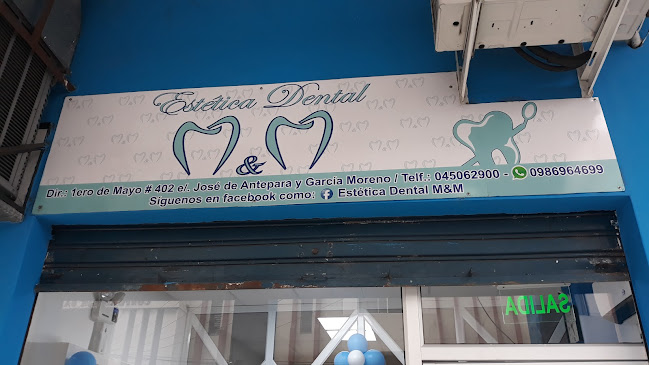 Estética Dental
M & M
Dir.: 1ero de Mayo # 402 e/. José de Antepara y García Moreno / Telf.: 045062900 - 0986964699
Síguenos en facebook como: Estética Dental M&M
SALIDA